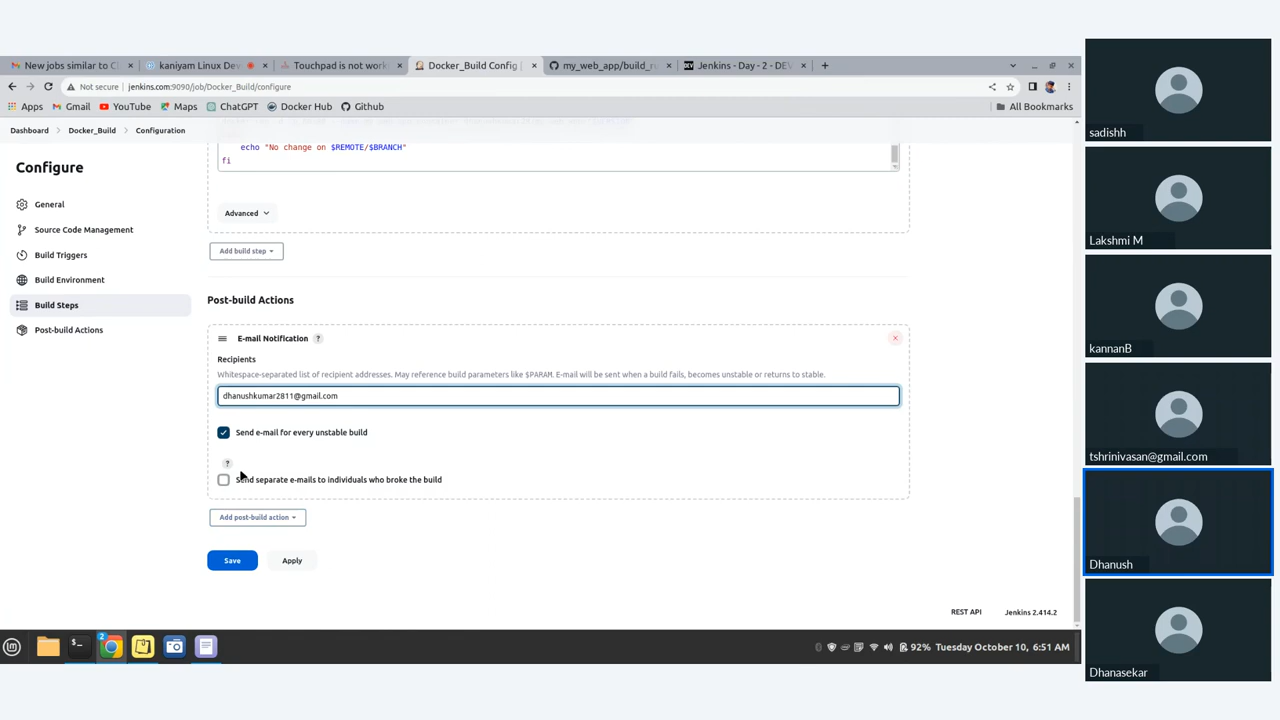 New jobs similar to C
kaniyam Linux Dev
Touchpad is not work
Docker_Build Config
my_web_app/build_ru
Jenkins - Day - 2 - DEV
Not secure
jenkins.com:9090/job/Docker_Build/configure
Apps
Gmail
YouTube
Maps
ChatGPT
Docker Hub
Github
All Bookmarks
Dashboard > Docker_Build > Configuration
Configure
General
Source Code Management
Build Triggers
Build Environment
Build Steps
Post-build Actions
echo "No change on $REMOTE/$BRANCH"
fi
Advanced
Add build step
Post-build Actions
E-mail Notification ?
Recipients
Whitespace-separated list of recipient addresses. May reference build parameters like $PARAM. E-mail will be sent when a build fails, becomes unstable or returns to stable.
dhanushkumar2811@gmail.com
Send e-mail for every unstable build
?
Send separate e-mails to individuals who broke the build
Add post-build action
Save
Apply
REST API
Jenkins 2.414.2
2
92% Tuesday October 10, 6:51 AM
sadishh
Lakshmi M
kannanB
tshrinivasan@gmail.com
Dhanush
Dhanasekar